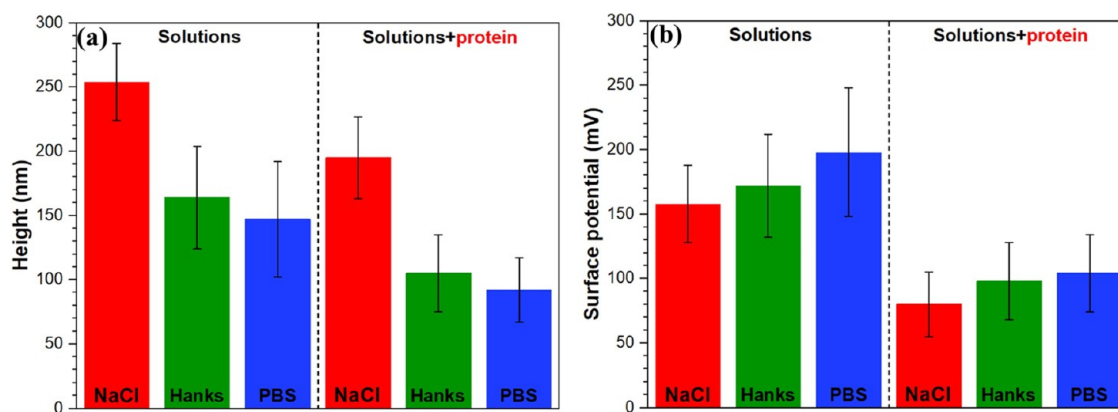 (a)
Solutions
Solutions+protein
Height (nm)
300
250
200
150
100
50
0
NaCl
Hanks
PBS
NaCl
Hanks
PBS
(b)
Solutions
Solutions+protein
Surface potential (mV)
300
250
200
150
100
50
0
NaCl
Hanks
PBS
NaCl
Hanks
PBS